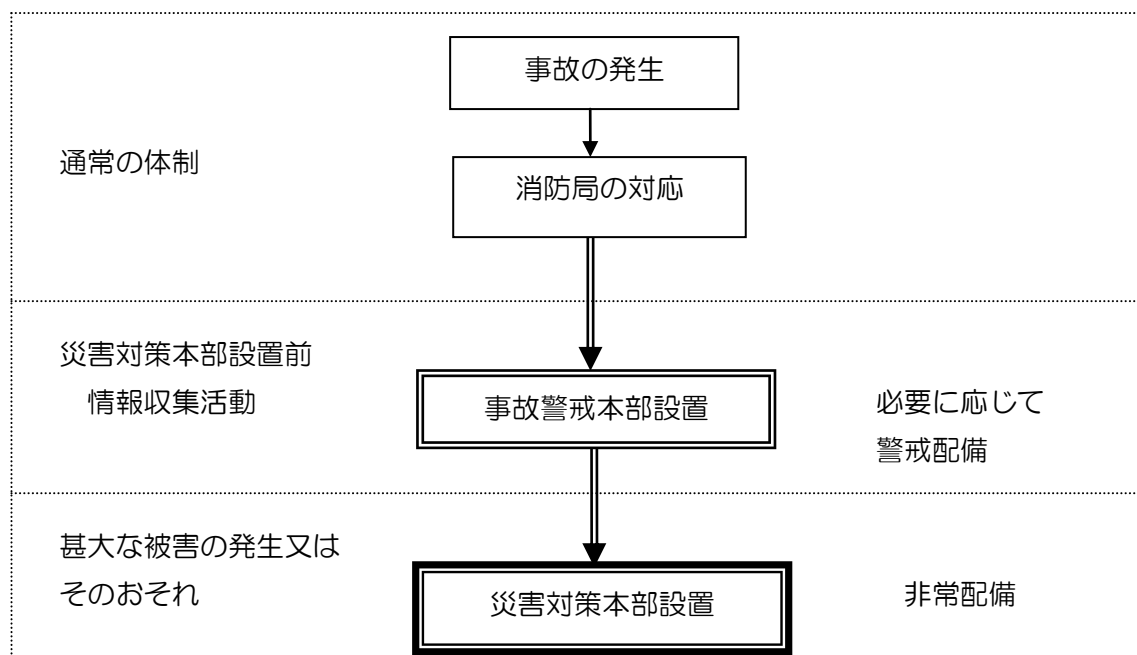 事故の発生
通常の体制
消防局の対応
災害対策本部設置前
情報収集活動
事故警戒本部設置
必要に応じて
警戒配備
甚大な被害の発生又は
そのおそれ
災害対策本部設置
非常配備